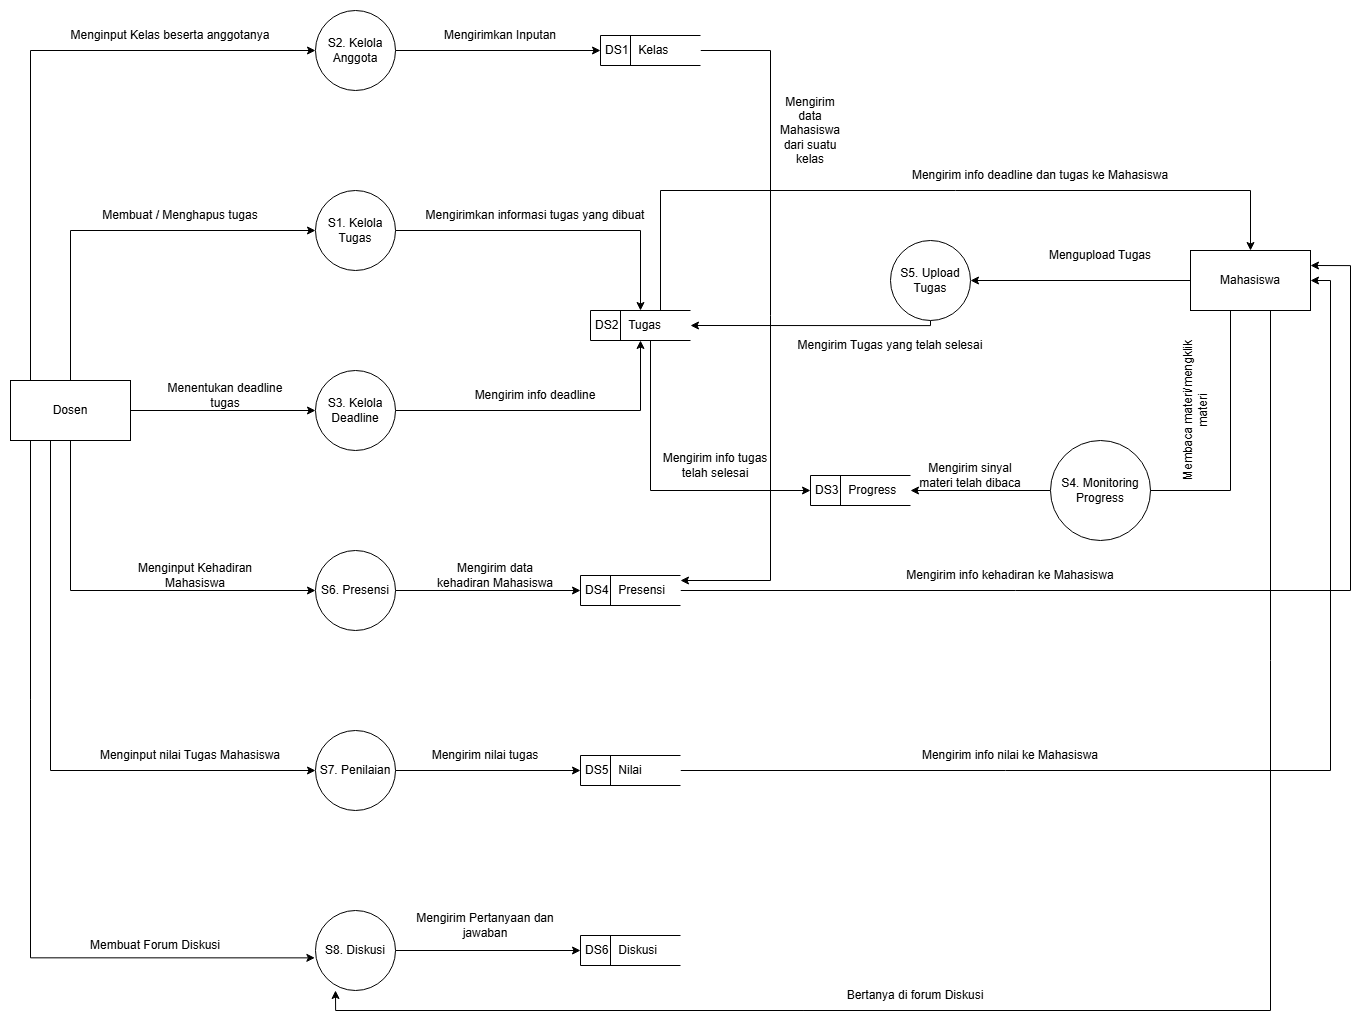 Menginput Kelas beserta anggotanya
S2. Kelola
Anggota
Mengirimkan Inputan
DS1
Kelas
Mengirim
data
Mahasiswa
dari suatu
kelas
Mengirim info deadline dan tugas ke Mahasiswa
Membuat / Menghapus tugas
S1. Kelola
Tugas
Mengirimkan informasi tugas yang dibuat
S5. Upload
Tugas
Mengupload Tugas
Mahasiswa
DS2
Tugas
Mengirim Tugas yang telah selesai
Dosen
Menentukan deadline
tugas
S3. Kelola
Deadline
Mengirim info deadline
Membaca materi/mengklik
materi
Mengirim info tugas
telah selesai
DS3
Progress
Mengirim sinyal
materi telah dibaca
S4. Monitoring
Progress
Menginput Kehadiran
Mahasiswa
S6. Presensi
Mengirim data
kehadiran Mahasiswa
DS4
Presensi
Mengirim info kehadiran ke Mahasiswa
Menginput nilai Tugas Mahasiswa
S7. Penilaian
Mengirim nilai tugas
DS5
Nilai
Mengirim info nilai ke Mahasiswa
Membuat Forum Diskusi
S8. Diskusi
Mengirim Pertanyaan dan
jawaban
DS6
Diskusi
Bertanya di forum Diskusi